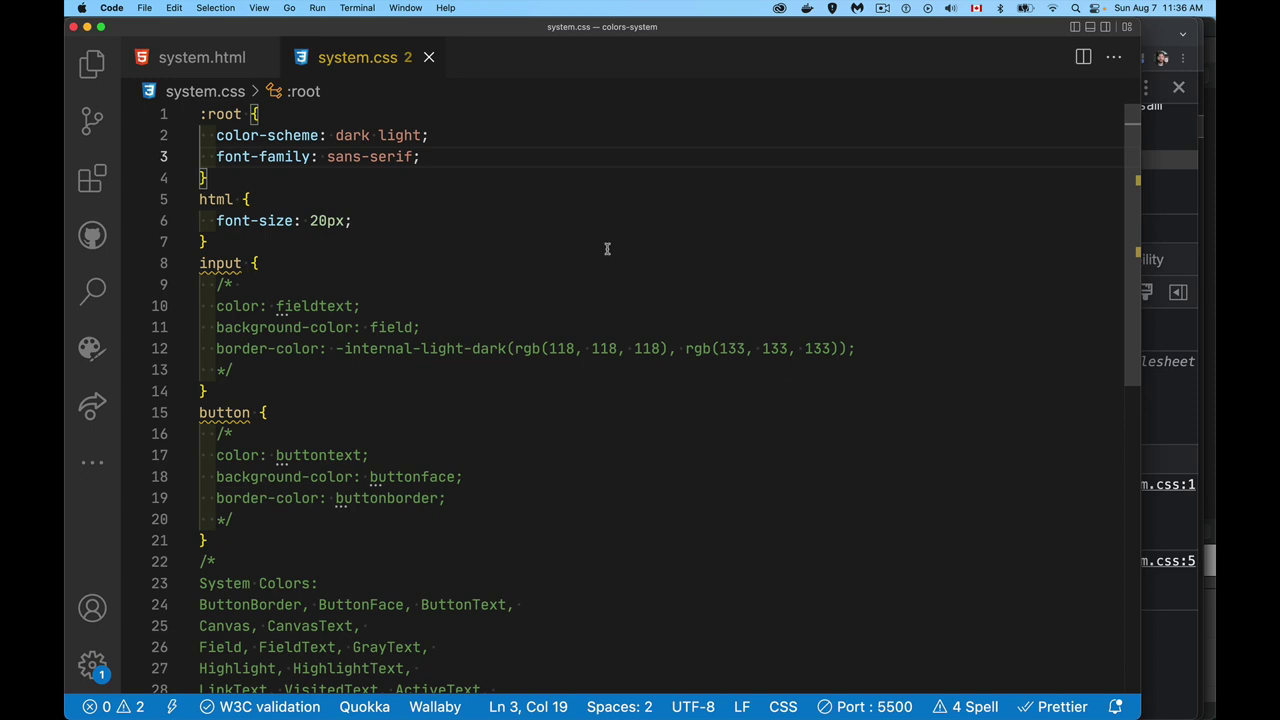 Code File Edit Selection View Go Run Terminal Window Help Sun Aug 7 11:36 AM
system.css — colors-system
system.html system.css 2
system.css > :root
1 :root {
2 color-scheme: dark light;
3 font-family: sans-serif;
4 }
5 html {
6 font-size: 20px;
7 }
8 input {
9 /*
10 color: fieldtext;
11 background-color: field;
12 border-color: -internal-light-dark(rgb(118, 118, 118), rgb(133, 133, 133));
13 */
14 }
15 button {
16 /*
17 color: buttontext;
18 background-color: buttonface;
19 border-color: buttonborder;
20 */
21 }
22 /*
23 System Colors:
24 ButtonBorder, ButtonFace, ButtonText,
25 Canvas, CanvasText,
26 Field, FieldText, GrayText,
27 Highlight, HighlightText,
28 LinkText, VisitedText, ActiveText,
ility
lesheet
m.css:1
m.css:5
1
0 2 W3C validation Quokka Wallaby Ln 3, Col 19 Spaces: 2 UTF-8 LF CSS Port : 5500 4 Spell Prettier